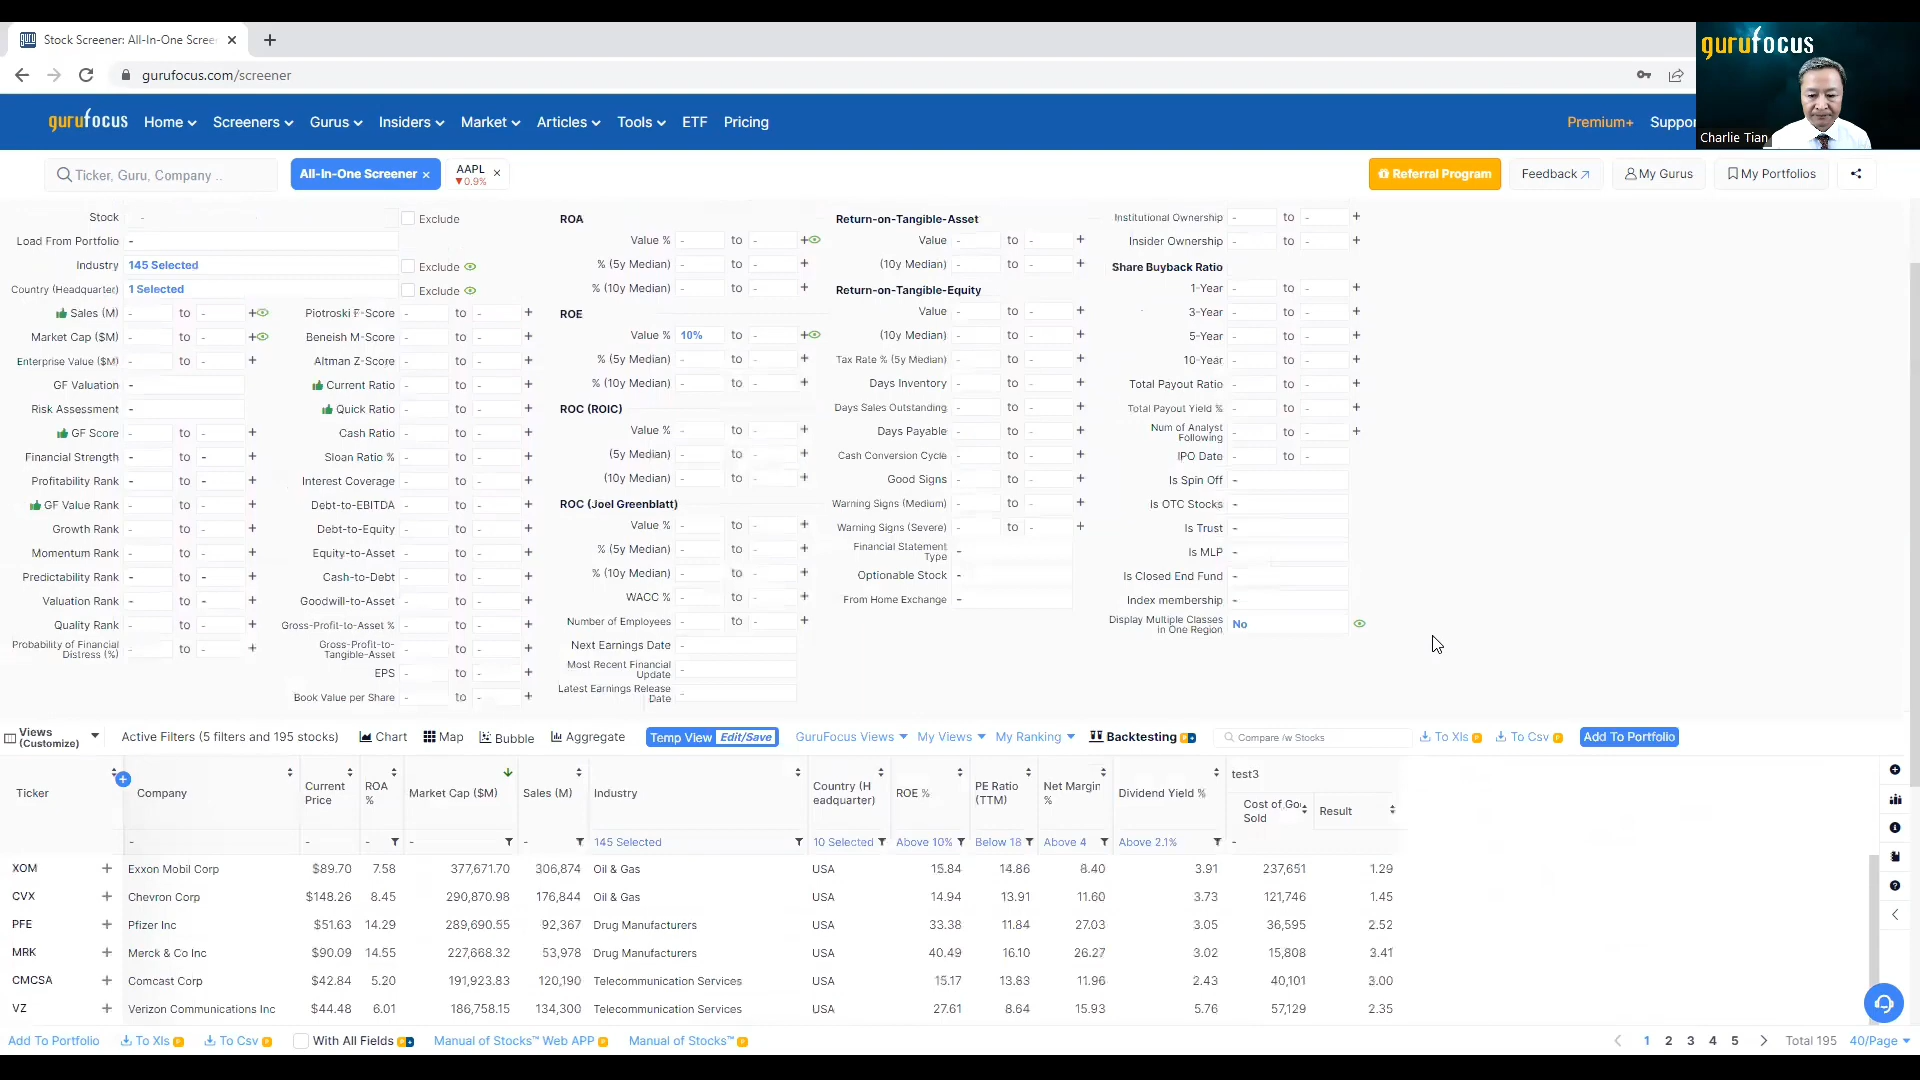 Stock Screener: All-In-One Scree
gurufocus.com/screener
gurufocus
Charlie Tian
gurufocus Home Screeners Gurus Insiders Market Articles Tools ETF Pricing Premium+ Suppor
Ticker, Guru, Company ..
All-In-One Screener
AAPL
▼0.9%
Referral Program
Feedback
My Gurus
My Portfolios
Stock - Exclude
Load From Portfolio -
Industry 145 Selected Exclude
Country (Headquarter) 1 Selected Exclude
Sales (M) - to - +
Market Cap ($M) - to - +
Enterprise Value ($M) - to - +
GF Valuation -
Risk Assessment -
GF Score - to - +
Financial Strength - to - +
Profitability Rank - to - +
GF Value Rank - to - +
Growth Rank - to - +
Momentum Rank - to - +
Predictability Rank - to - +
Valuation Rank - to - +
Quality Rank - to - +
Probability of Financial
Distress (%) - to - +
Piotroski F-Score - to - +
Beneish M-Score - to - +
Altman Z-Score - to - +
Current Ratio - to - +
Quick Ratio - to - +
Cash Ratio - to - +
Sloan Ratio % - to - +
Interest Coverage - to - +
Debt-to-EBITDA - to - +
Debt-to-Equity - to - +
Equity-to-Asset - to - +
Cash-to-Debt - to - +
Goodwill-to-Asset - to - +
Gross-Profit-to-Asset % - to - +
Gross-Profit-to-
Tangible-Asset - to - +
EPS - to - +
Book Value per Share - to - +
ROA
Value % - to - +
% (5y Median) - to - +
% (10y Median) - to - +
ROE
Value % 10% to - +
% (5y Median) - to - +
% (10y Median) - to - +
ROC (ROIC)
Value % - to - +
(5y Median) - to - +
(10y Median) - to - +
ROC (Joel Greenblatt)
Value % - to - +
% (5y Median) - to - +
% (10y Median) - to - +
WACC % - to - +
Number of Employees - to - +
Next Earnings Date -
Most Recent Financial
Update -
Latest Earnings Release
Date -
Return-on-Tangible-Asset
Value - to - +
(10y Median) - to - +
Return-on-Tangible-Equity
Value - to - +
(10y Median) - to - +
Tax Rate % (5y Median) - to - +
Days Inventory - to - +
Days Sales Outstanding - to - +
Days Payable - to - +
Cash Conversion Cycle - to - +
Good Signs - to - +
Warning Signs (Medium) - to - +
Warning Signs (Severe) - to - +
Financial Statement
Type -
Optionable Stock -
From Home Exchange -
Institutional Ownership - to - +
Insider Ownership - to - +
Share Buyback Ratio
1-Year - to - +
3-Year - to - +
5-Year - to - +
10-Year - to - +
Total Payout Ratio - to - +
Total Payout Yield % - to - +
Num of Analyst
Following - to - +
IPO Date - to -
Is Spin Off -
Is OTC Stocks -
Is Trust -
Is MLP -
Is Closed End Fund -
Index membership -
Display Multiple Classes
in One Region No
Views
(Customize)
Active Filters (5 filters and 195 stocks) Chart Map Bubble Aggregate Temp View Edit/Save GuruFocus Views My Views My Ranking Backtesting Compare /w Stocks To Xls To Csv Add To Portfolio
Ticker Company Current Price ROA % Market Cap ($M) Sales (M) Industry Country (Headquarter) ROE % PE Ratio (TTM) Net Margin % Dividend Yield % test3 Cost of Goo Sold Result
- - - - - 145 Selected 10 Selected Above 10% Below 18 Above 4 Above 2.1% -
XOM + Exxon Mobil Corp $89.70 7.58 377,671.70 306,874 Oil & Gas USA 15.84 14.86 8.40 3.91 237,651 1.29
CVX + Chevron Corp $148.26 8.45 290,870.98 176,844 Oil & Gas USA 14.94 13.91 11.60 3.73 121,746 1.45
PFE + Pfizer Inc $51.63 14.29 289,690.55 92,367 Drug Manufacturers USA 33.38 11.84 27.03 3.05 36,595 2.52
MRK + Merck & Co Inc $90.09 14.55 227,668.32 53,978 Drug Manufacturers USA 40.49 16.10 26.27 3.02 15,808 3.41
CMCSA + Comcast Corp $42.84 5.20 191,923.83 120,190 Telecommunication Services USA 15.17 13.83 11.96 2.43 40,101 3.00
VZ + Verizon Communications Inc $44.48 6.01 186,758.15 134,300 Telecommunication Services USA 27.61 8.64 15.93 5.76 57,129 2.35
Add To Portfolio To Xls To Csv With All Fields Manual of Stocks™ Web APP Manual of Stocks™ 1 2 3 4 5 Total 195 40/Page